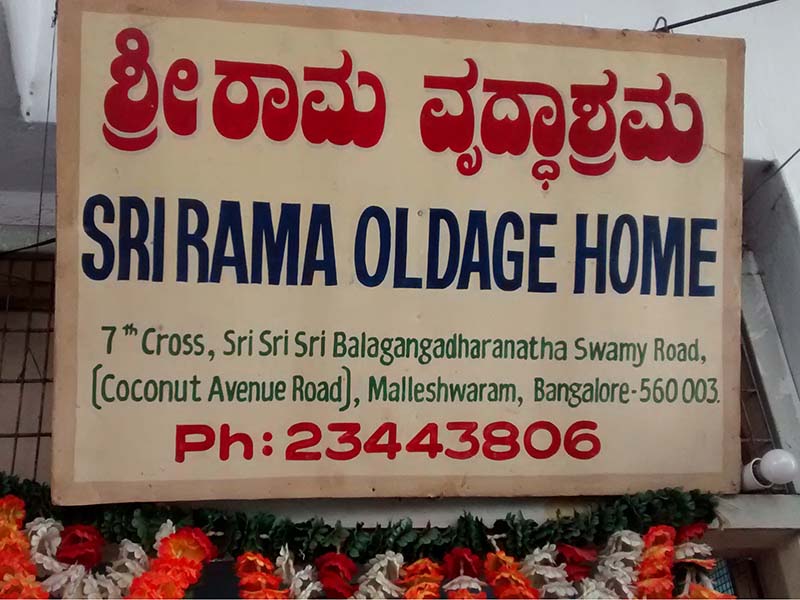 ಶ್ರೀರಾಮ ವೃದ್ಧಾಶ್ರಮ
SRI RAMA OLDAGE HOME
7th Cross, Sri Sri Sri Balagangadharanatha Swamy Road,
(Coconut Avenue Road), Malleshwaram, Bangalore-560 003.
Ph: 23443806